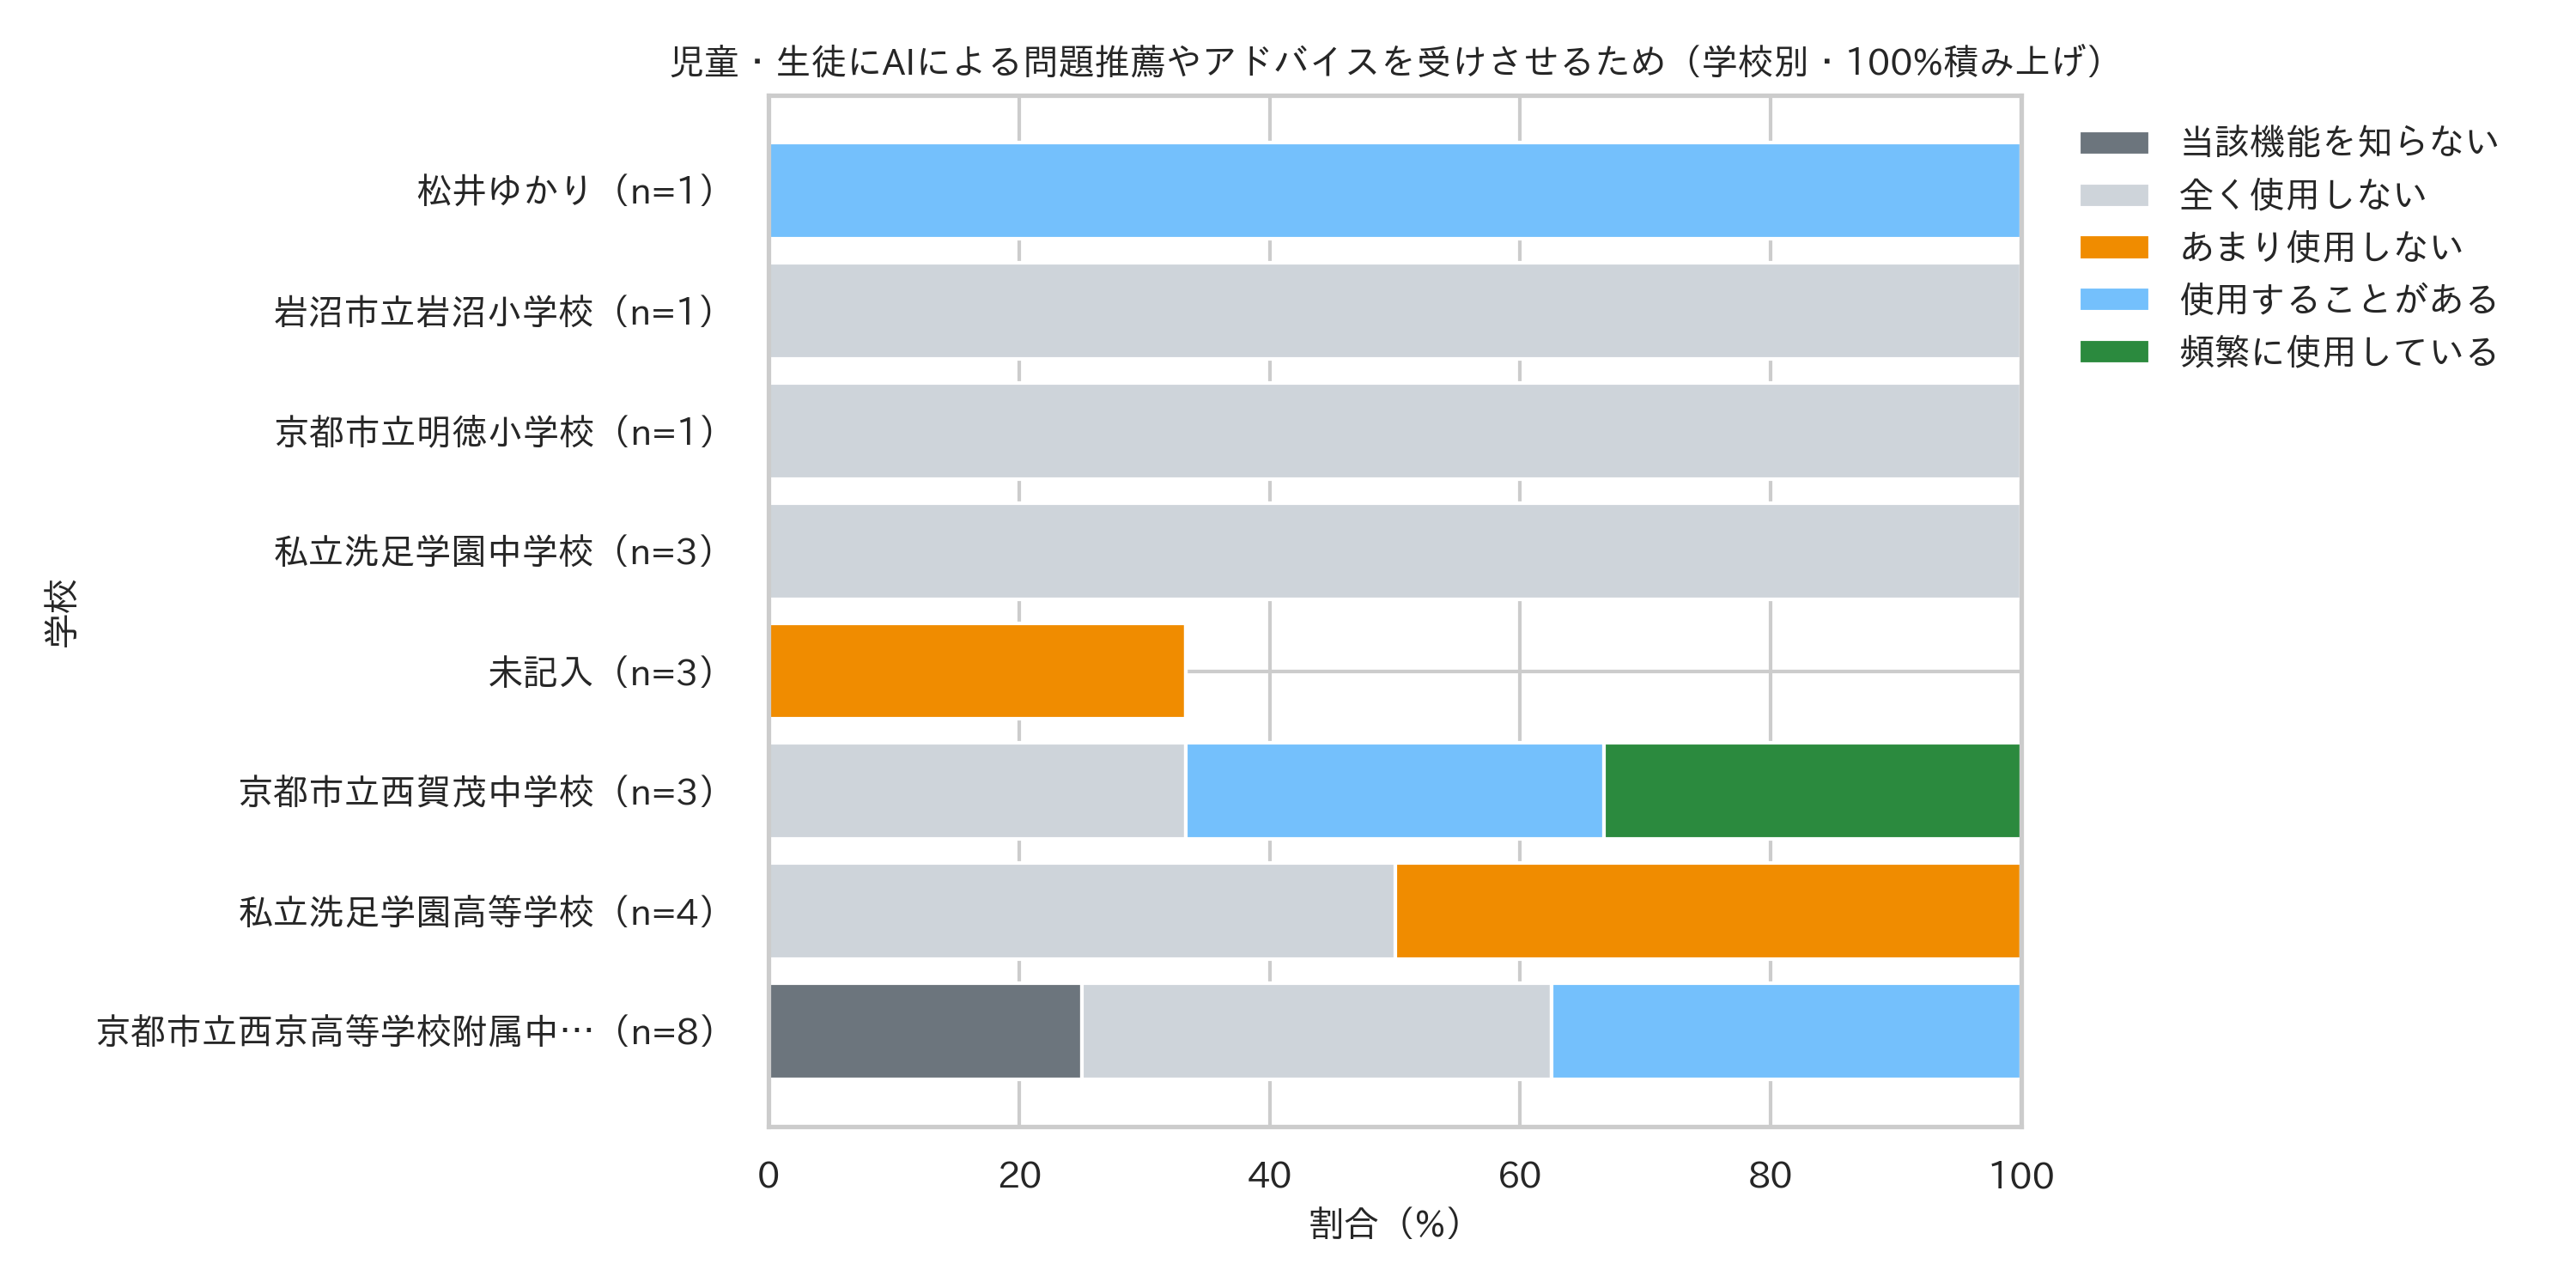 児童・生徒にAIによる問題推薦やアドバイスを受けさせるため（学校別・100%積み上げ）
当該機能を知らない
全く使用しない
あまり使用しない
使用することがある
頻繁に使用している
学校
松井ゆかり（n=1）
岩沼市立岩沼小学校（n=1）
京都市立明徳小学校（n=1）
私立洗足学園中学校（n=3）
未記入（n=3）
京都市立西賀茂中学校（n=3）
私立洗足学園高等学校（n=4）
京都市立西京高等学校附属中…（n=8）
0 20 40 60 80 100
割合（%）